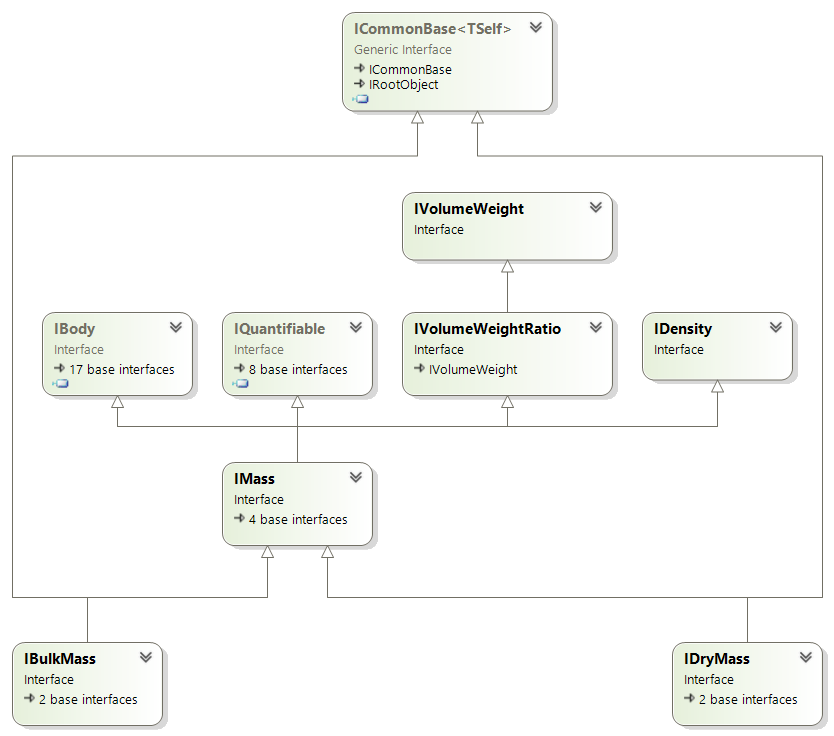 ICommonBase<TSelf>
Generic Interface
ICommonBase
IRootObject
IVolumeWeight
Interface
IBody
Interface
17 base interfaces
IQuantifiable
Interface
8 base interfaces
IVolumeWeightRatio
Interface
IVolumeWeight
IDensity
Interface
IMass
Interface
4 base interfaces
IBulkMass
Interface
2 base interfaces
IDryMass
Interface
2 base interfaces